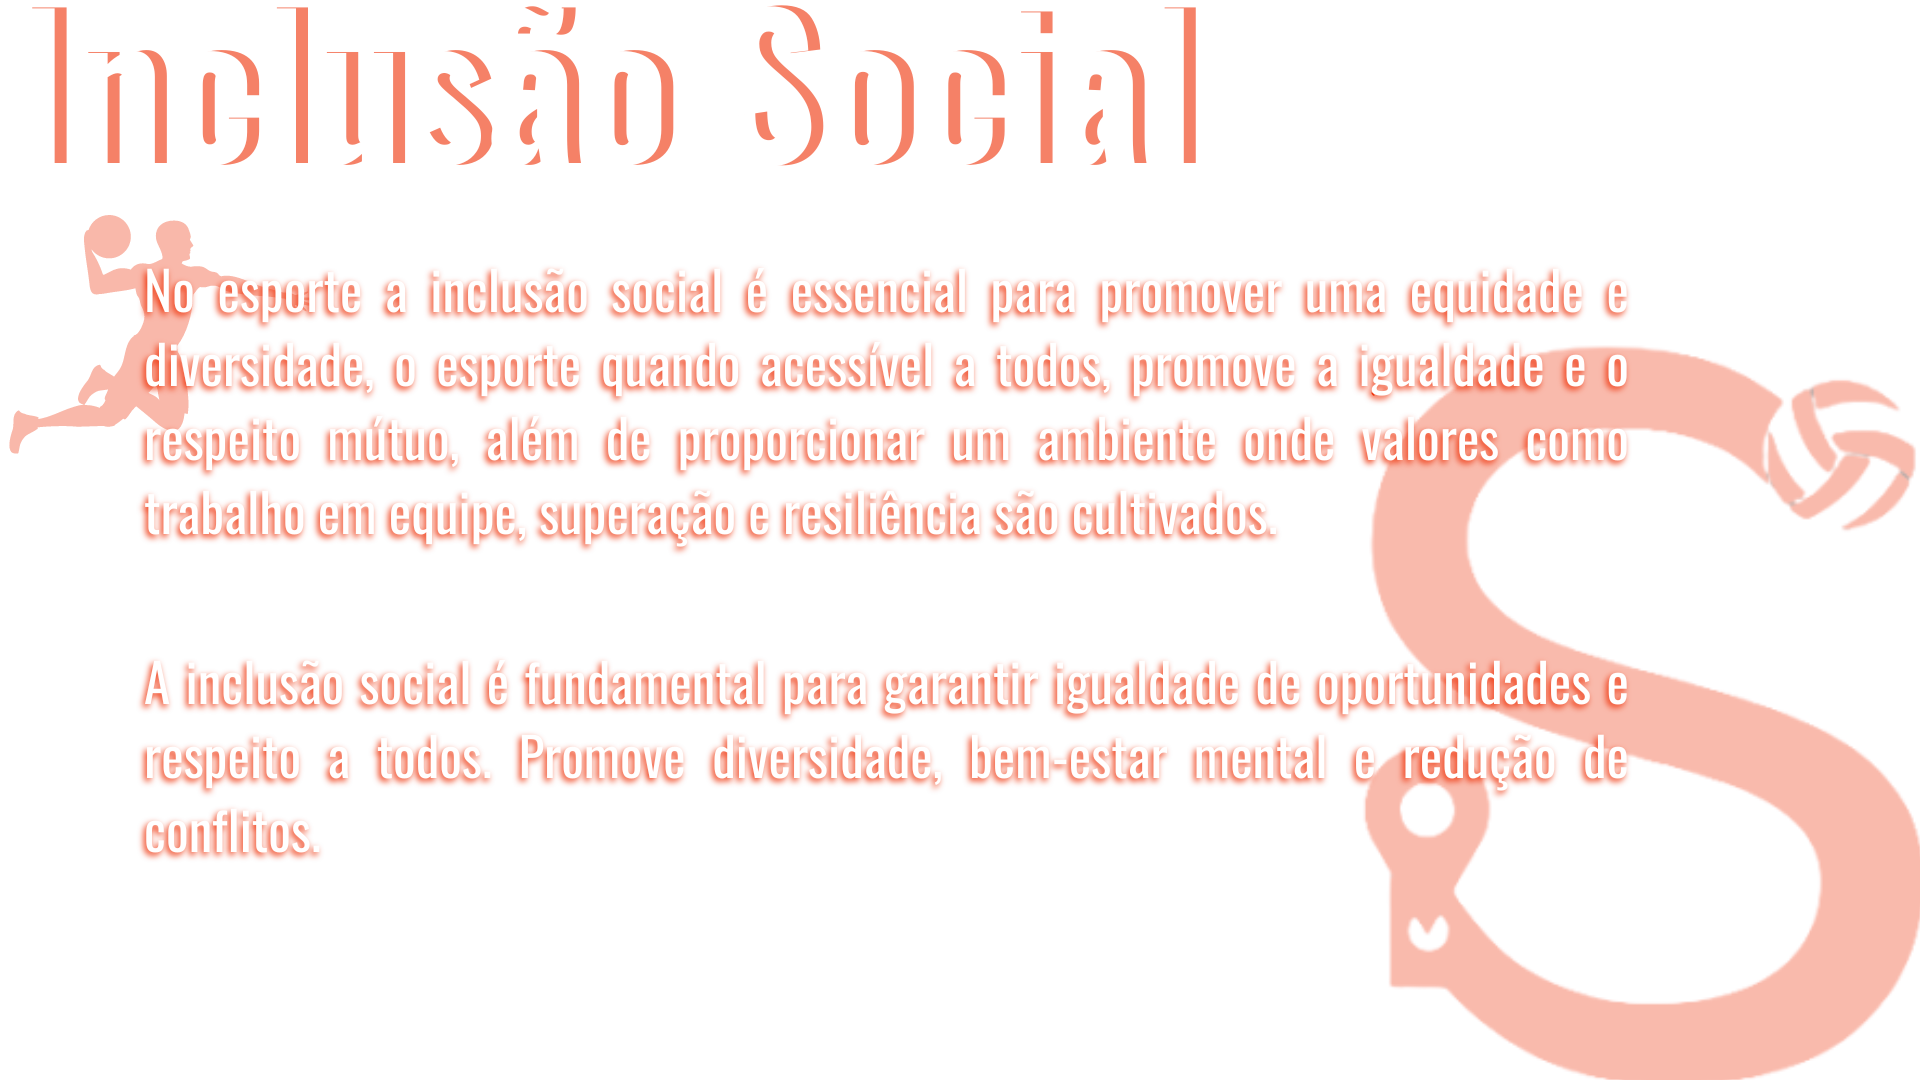 Inclusão Social
No esporte a inclusão social é essencial para promover uma equidade e
diversidade, o esporte quando acessível a todos, promove a igualdade e o
respeito mútuo, além de proporcionar um ambiente onde valores como
trabalho em equipe, superação e resiliência são cultivados.
A inclusão social é fundamental para garantir igualdade de oportunidades e
respeito a todos. Promove diversidade, bem-estar mental e redução de
conflitos.